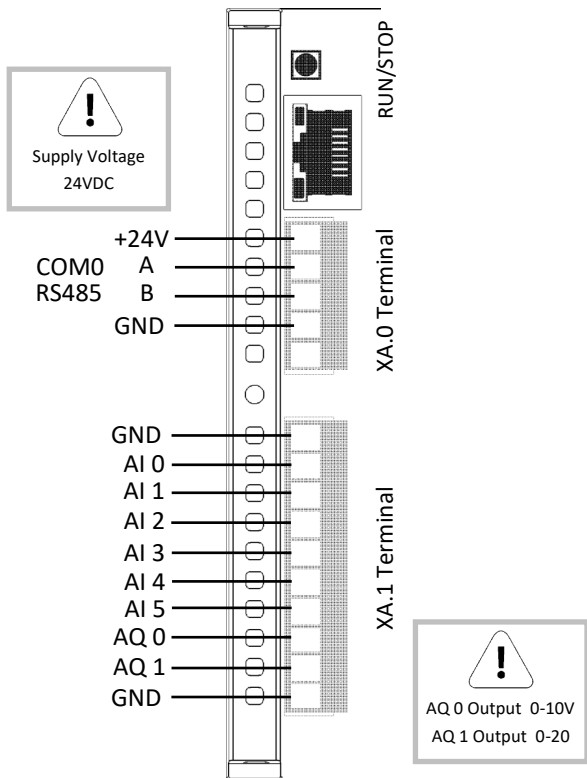 RUN/STOP
!
Supply Voltage
24VDC
+24V
COM0 A
RS485 B
GND
XA.0 Terminal
GND
AI 0
AI 1
AI 2
AI 3
AI 4
AI 5
AQ 0
AQ 1
GND
XA.1 Terminal
!
AQ 0 Output 0-10V
AQ 1 Output 0-20